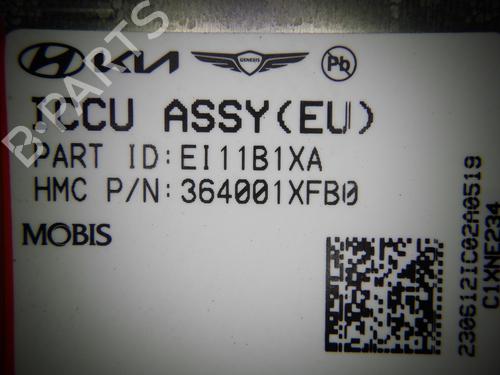 KIA
GENESIS
Pb
ICCU ASSY(EU)
PART ID:EI11B1XA
HMC P/N:364001XFB0
MOBIS
230612IC02A0519
C1XNE234
B-PARTS